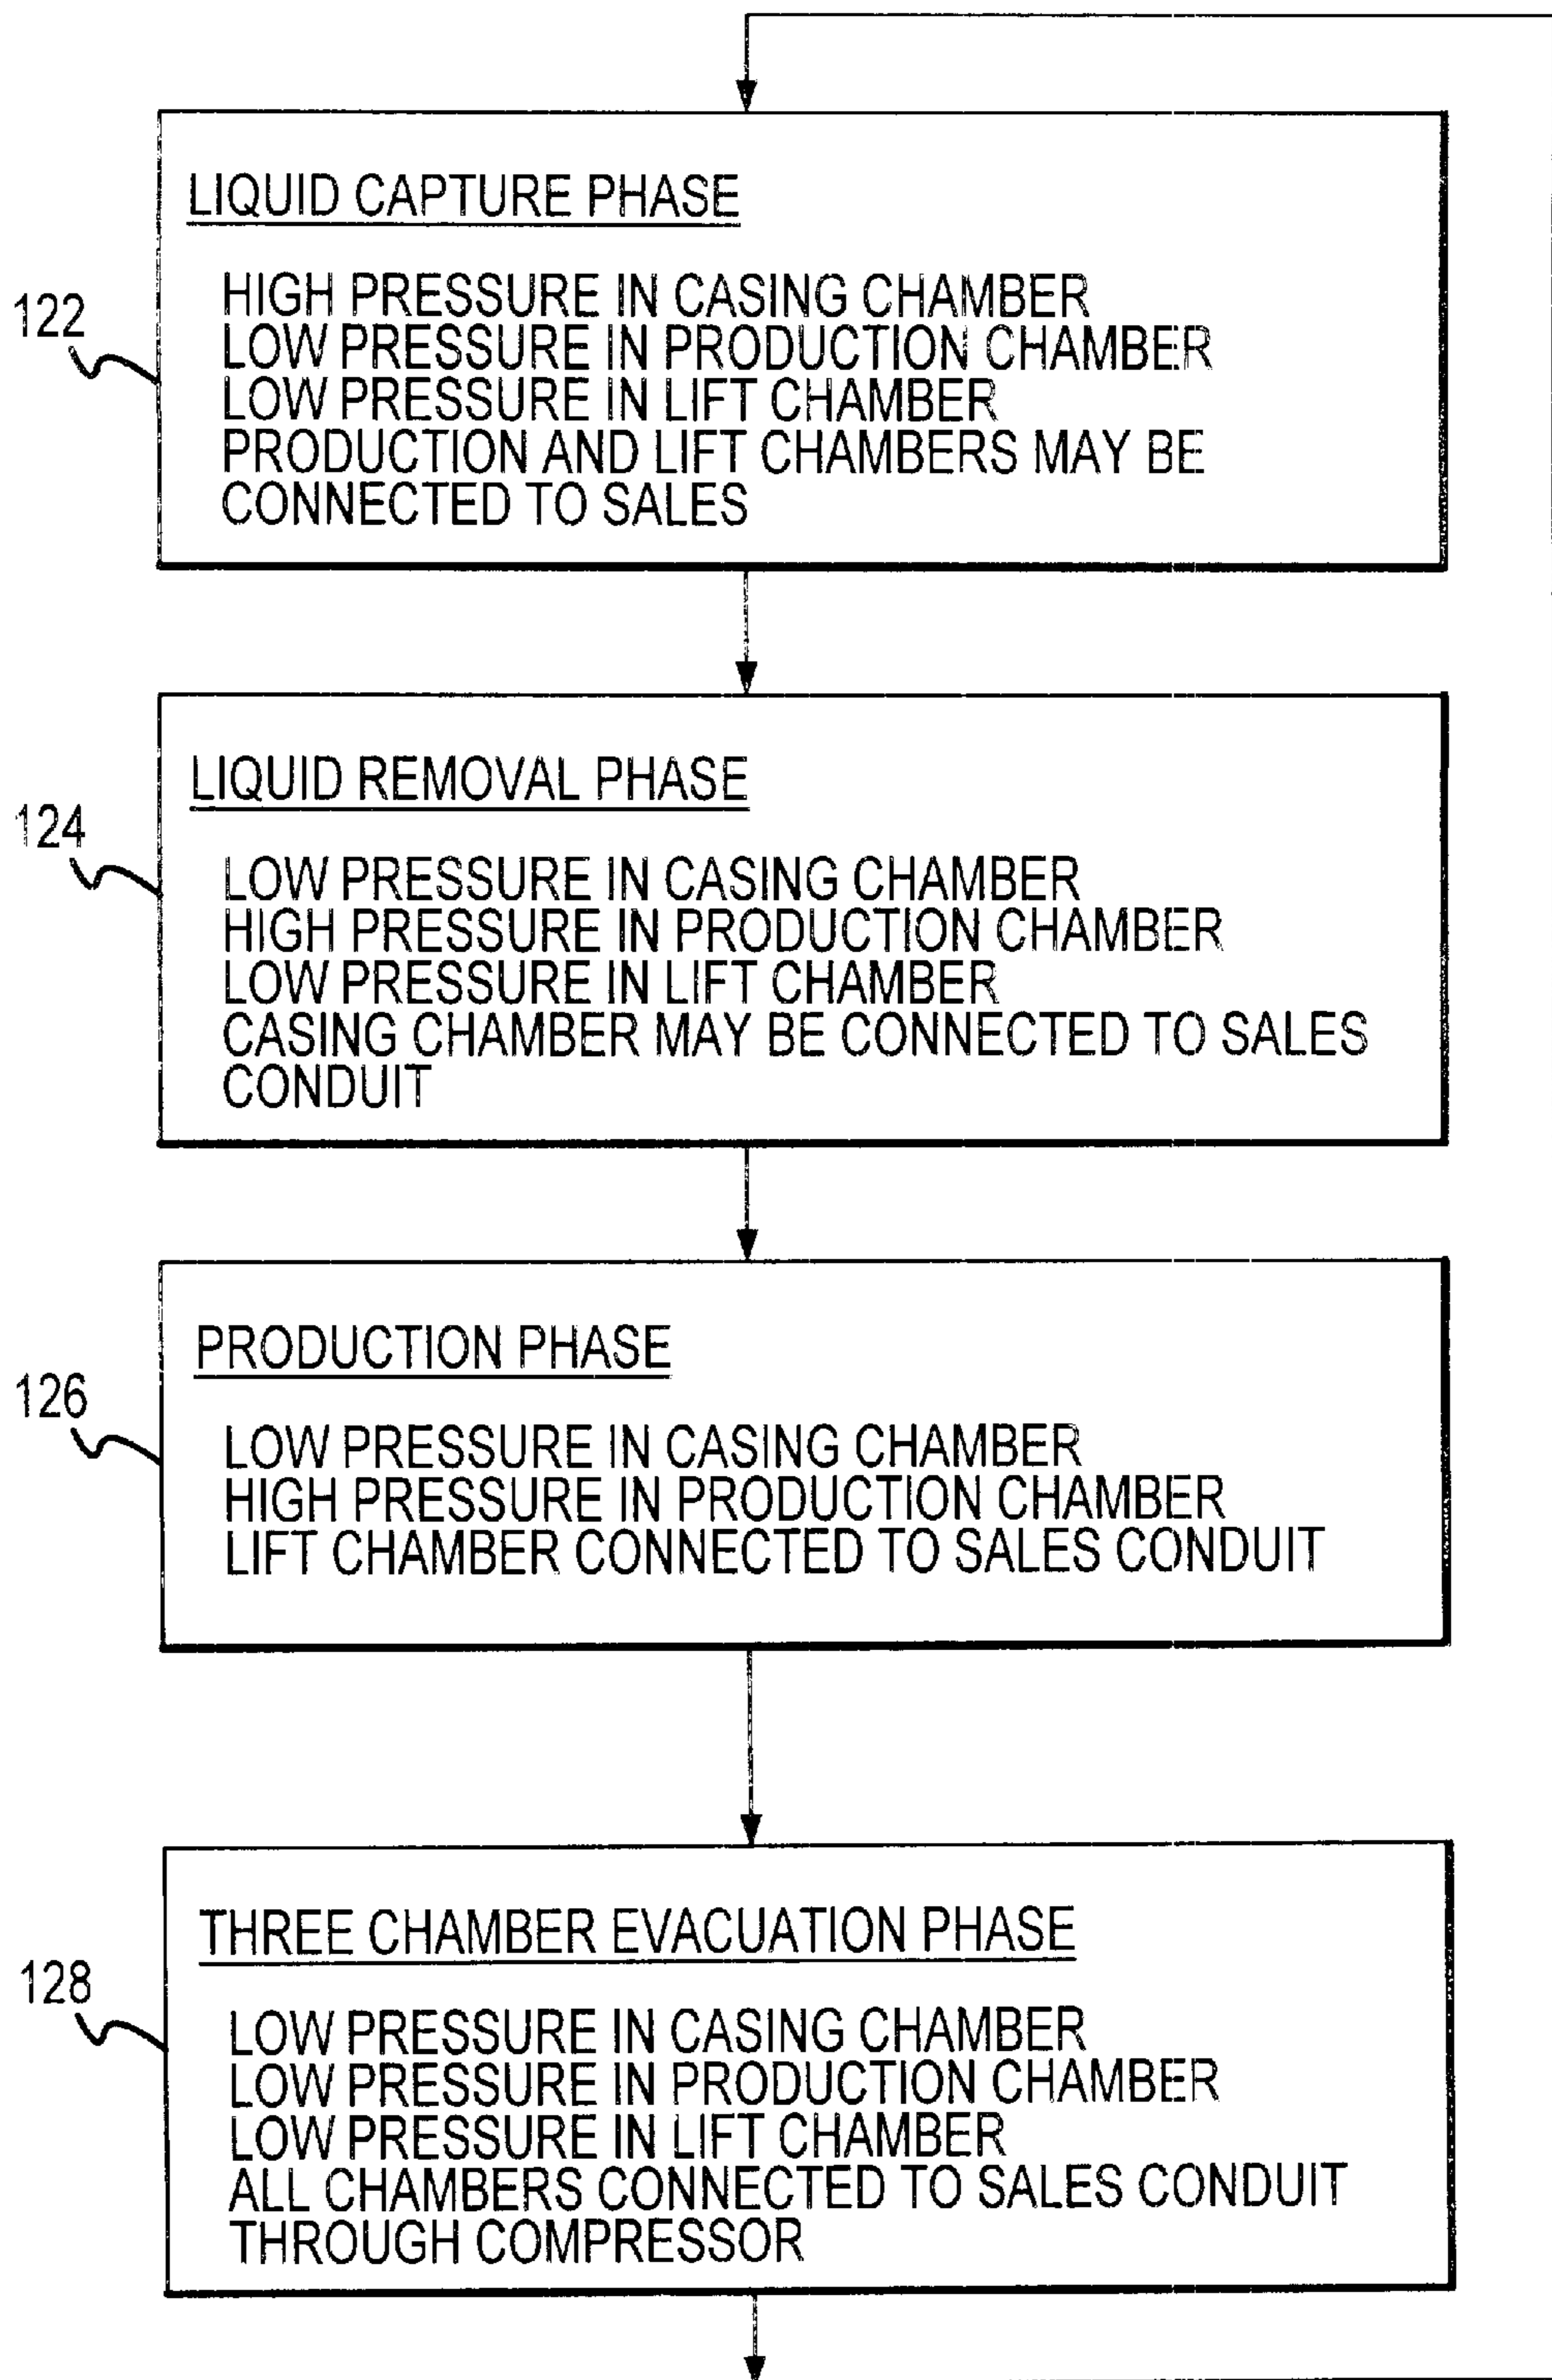 LIQUID CAPTURE PHASE
122
HIGH PRESSURE IN CASING CHAMBER
LOW PRESSURE IN PRODUCTION CHAMBER
LOW PRESSURE IN LIFT CHAMBER
PRODUCTION AND LIFT CHAMBERS MAY BE
CONNECTED TO SALES
LIQUID REMOVAL PHASE
124
LOW PRESSURE IN CASING CHAMBER
HIGH PRESSURE IN PRODUCTION CHAMBER
LOW PRESSURE IN LIFT CHAMBER
CASING CHAMBER MAY BE CONNECTED TO SALES
CONDUIT
PRODUCTION PHASE
126
LOW PRESSURE IN CASING CHAMBER
HIGH PRESSURE IN PRODUCTION CHAMBER
LIFT CHAMBER CONNECTED TO SALES CONDUIT
THREE CHAMBER EVACUATION PHASE
128
LOW PRESSURE IN CASING CHAMBER
LOW PRESSURE IN PRODUCTION CHAMBER
LOW PRESSURE IN LIFT CHAMBER
ALL CHAMBERS CONNECTED TO SALES CONDUIT
THROUGH COMPRESSOR